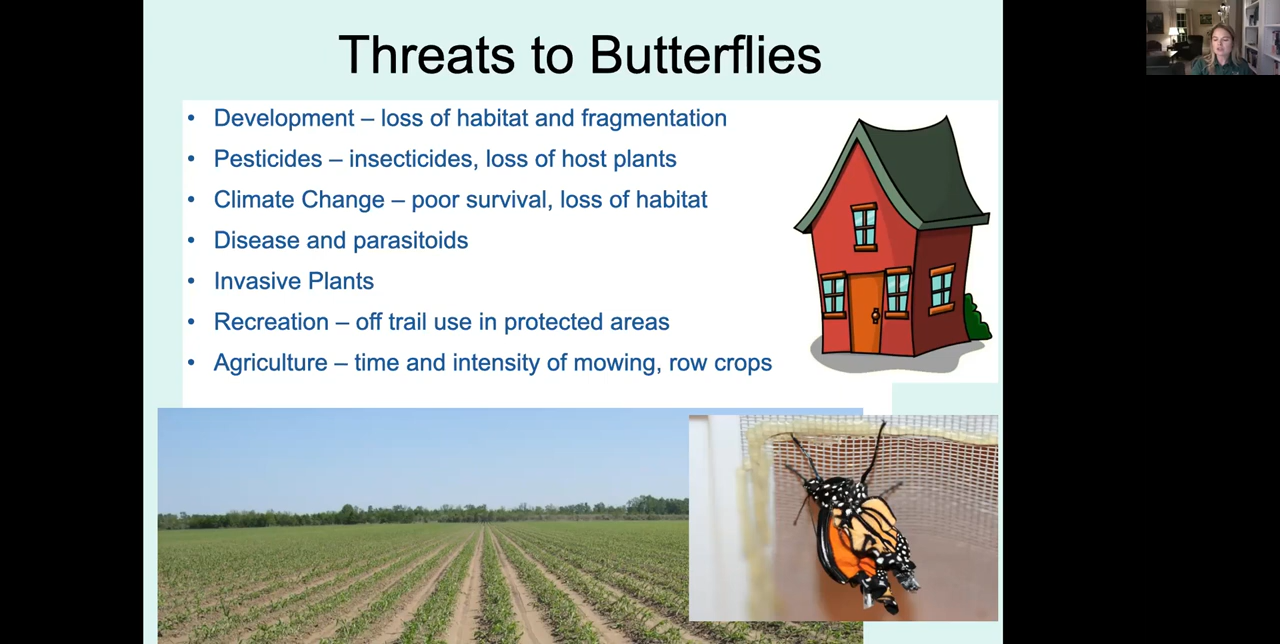 Threats to Butterflies
• Development – loss of habitat and fragmentation
• Pesticides – insecticides, loss of host plants
• Climate Change – poor survival, loss of habitat
• Disease and parasitoids
• Invasive Plants
• Recreation – off trail use in protected areas
• Agriculture – time and intensity of mowing, row crops